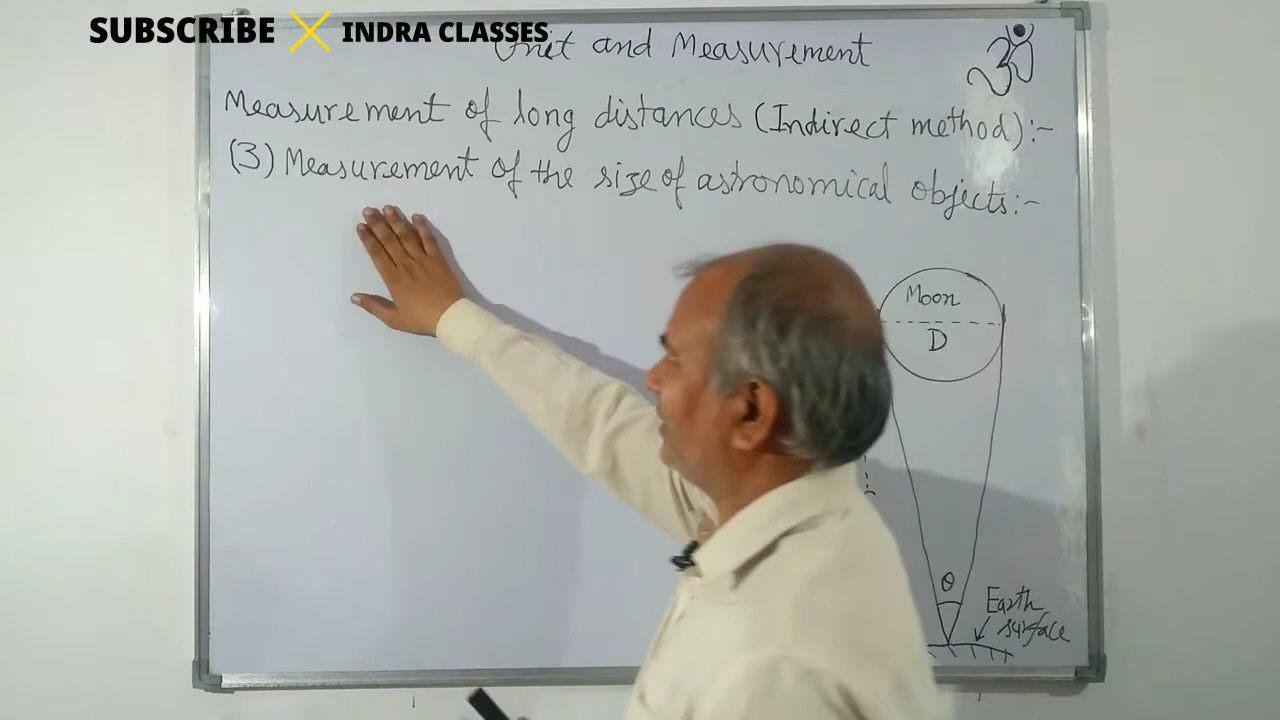 SUBSCRIBE INDRA CLASSES
Unit and Measurement
ॐ
Measurement of long distances (Indirect method):-
(3) Measurement of the size of astronomical objects:-
Moon
D
θ
Earth
surface